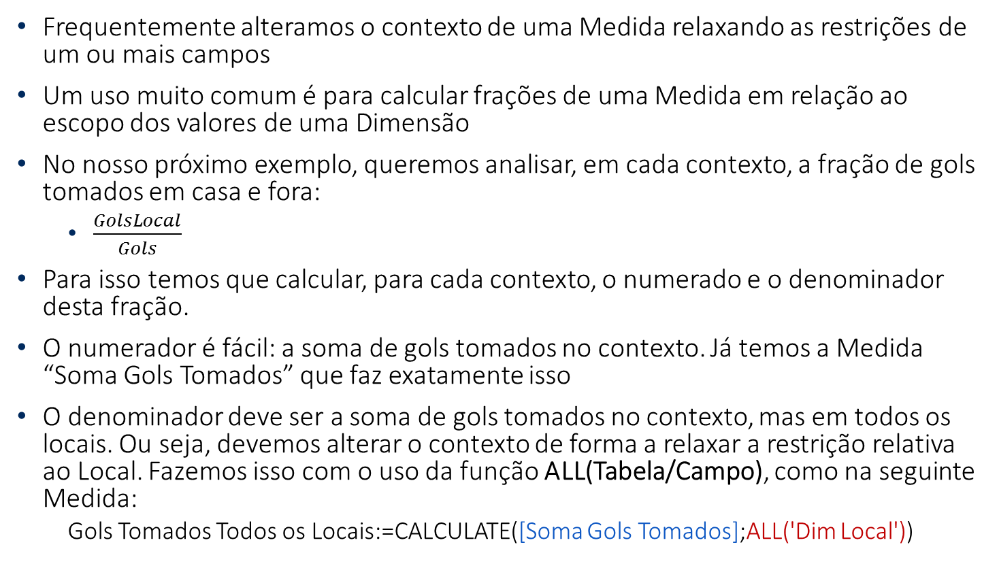 • Frequentemente alteramos o contexto de uma Medida relaxando as restrições de
um ou mais campos
• Um uso muito comum é para calcular frações de uma Medida em relação ao
escopo dos valores de uma Dimensão
• No nosso próximo exemplo, queremos analisar, em cada contexto, a fração de gols
tomados em casa e fora:
• GolsLocal
Gols
• Para isso temos que calcular, para cada contexto, o numerado e o denominador
desta fração.
• O numerador é fácil: a soma de gols tomados no contexto. Já temos a Medida
“Soma Gols Tomados” que faz exatamente isso
• O denominador deve ser a soma de gols tomados no contexto, mas em todos os
locais. Ou seja, devemos alterar o contexto de forma a relaxar a restrição relativa
ao Local. Fazemos isso com o uso da função ALL(Tabela/Campo), como na seguinte
Medida:
Gols Tomados Todos os Locais:=CALCULATE([Soma Gols Tomados];ALL('Dim Local'))